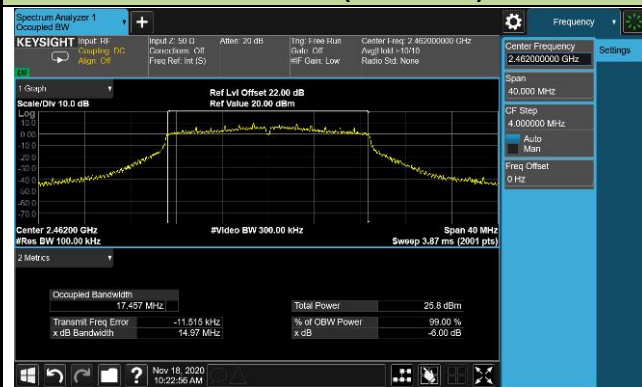 Spectrum Analyzer 1
Occupied BW
Frequency
KEYSIGHT
Input: RF
Coupling: DC
Align: Off
Input Z: 50 Ω
Corrections: Off
Freq Ref: Int (S)
Atten: 20 dB
Trig: Free Run
Gate: Off
#IF Gain: Low
Center Freq: 2.462000000 GHz
Avg|Hold: >10/10
Radio Std: None
Center Frequency
2.462000000 GHz
Settings
Span
40.000 MHz
CF Step
4.000000 MHz
Auto
Man
Freq Offset
0 Hz
1 Graph
Scale/Div 10.0 dB
Ref Lvl Offset 22.00 dB
Ref Value 20.00 dBm
Log
10.0
0.00
-10.0
-20.0
-30.0
-40.0
-50.0
-60.0
-70.0
Center 2.46200 GHz
#Res BW 100.00 kHz
#Video BW 300.00 kHz
Span 40 MHz
Sweep 3.87 ms (2001 pts)
2 Metrics
Occupied Bandwidth
17.457 MHz
Total Power 25.8 dBm
Transmit Freq Error -11.515 kHz
% of OBW Power 99.00 %
x dB Bandwidth 14.97 MHz
x dB -6.00 dB
Nov 18, 2020
10:22:56 AM